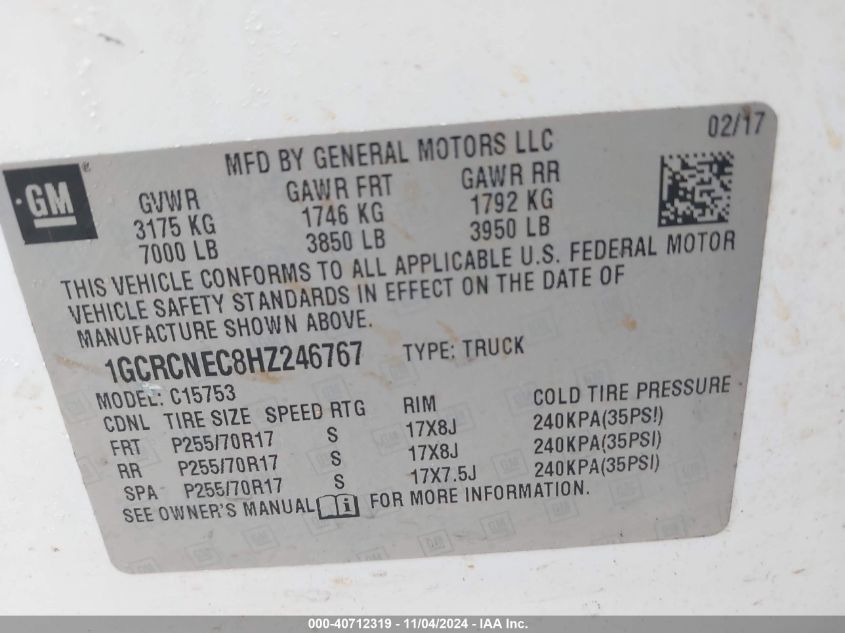 02/17
MFD BY GENERAL MOTORS LLC
GM®
GVWR GAWR FRT GAWR RR
3175 KG 1746 KG 1792 KG
7000 LB 3850 LB 3950 LB
THIS VEHICLE CONFORMS TO ALL APPLICABLE U.S. FEDERAL MOTOR
VEHICLE SAFETY STANDARDS IN EFFECT ON THE DATE OF
MANUFACTURE SHOWN ABOVE.
1GCRCNEC8HZ246767 TYPE: TRUCK
MODEL: C15753
CDNL TIRE SIZE SPEED RTG RIM COLD TIRE PRESSURE
FRT P255/70R17 S 17X8J 240KPA(35PSI)
RR P255/70R17 S 17X8J 240KPA(35PSI)
SPA P255/70R17 S 17X7.5J 240KPA(35PSI)
SEE OWNER'S MANUAL i FOR MORE INFORMATION.
000-40712319 - 11/04/2024 - IAA Inc.